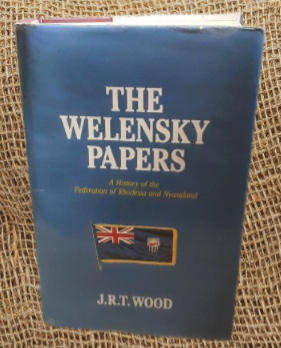 THE
WELENSKY
PAPERS
A History of the
Federation of Rhodesia and Nyasaland
J.R.T. WOOD